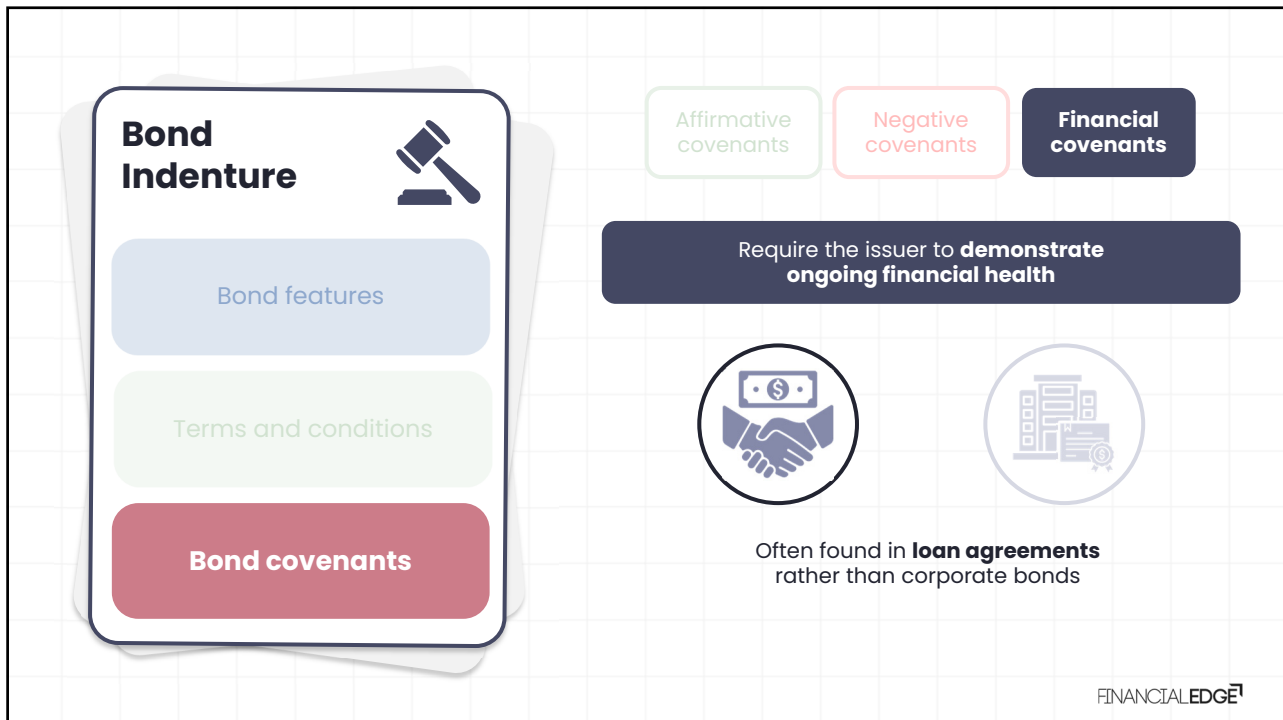 Bond
Indenture
Bond features
Terms and conditions
Bond covenants
Affirmative
covenants
Negative
covenants
Financial
covenants
Require the issuer to demonstrate
ongoing financial health
$
$
Often found in loan agreements
rather than corporate bonds
FINANCIALEDGE